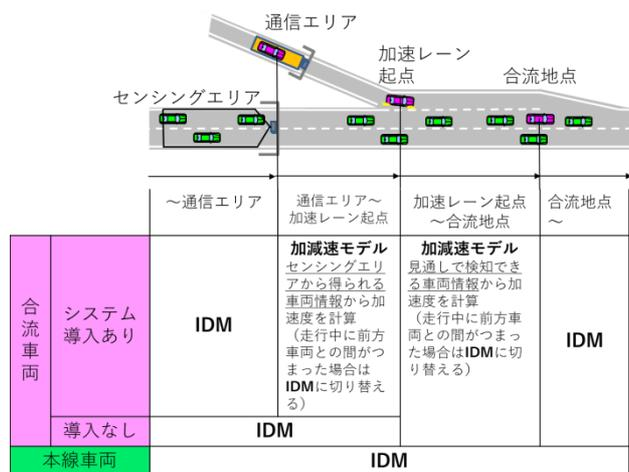 通信エリア
加速レーン
起点
合流地点
センシングエリア
～通信エリア
通信エリア～
加速レーン起点
加速レーン起点
～合流地点
合流地点
～
合流車両
システム
導入あり
IDM
加減速モデル
センシングエリ
アから得られる
車両情報から加
速度を計算
（走行中に前方
車両との間がつ
まった場合は
IDMに切り替え
る）
加減速モデル
見通しで検知でき
る車両情報から加
速度を計算
（走行中に前方車
両との間がつまっ
た場合はIDMに切
り替える）
IDM
導入なし
IDM
本線車両
IDM